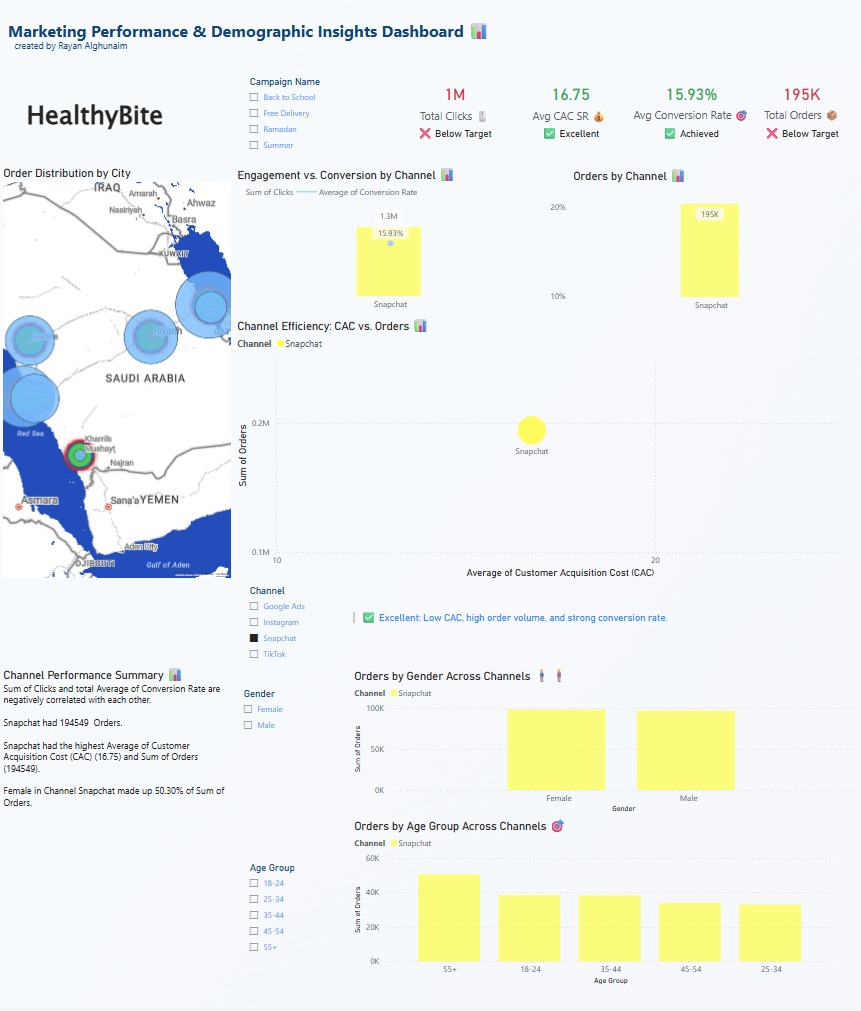 Marketing Performance & Demographic Insights Dashboard
created by Rayan Alghunaim
HealthyBite
Campaign Name
Back to School
Free Delivery
Ramadan
Summer
1M
Total Clicks
Below Target
16.75
Avg CAC SR
Excellent
15.93%
Avg Conversion Rate
Achieved
195K
Total Orders
Below Target
Order Distribution by City
IRAQ
Amarah
Ahwaz
Nasiriyah
Basra
KUWAIT
Riyadh
SAUDI ARABIA
Red Sea
Khamis
Mushayt
Najran
Asmara
Sana'a
YEMEN
Aden City
DJIBOUTI
Gulf of Aden
Engagement vs. Conversion by Channel
Sum of Clicks
Average of Conversion Rate
1.3M
15.93%
Snapchat
Orders by Channel
20%
195K
10%
Snapchat
Channel Efficiency: CAC vs. Orders
Channel Snapchat
Sum of Orders
0.2M
Snapchat
0.1M
10
20
Average of Customer Acquisition Cost (CAC)
Channel
Google Ads
Instagram
Snapchat
TikTok
Excellent: Low CAC, high order volume, and strong conversion rate.
Channel Performance Summary
Sum of Clicks and total Average of Conversion Rate are
negatively correlated with each other.
Snapchat had 194549 Orders.
Snapchat had the highest Average of Customer
Acquisition Cost (CAC) (16.75) and Sum of Orders
(194549).
Female in Channel Snapchat made up 50.30% of Sum of
Orders.
Gender
Female
Male
Orders by Gender Across Channels
Channel Snapchat
Sum of Orders
100K
50K
0K
Female
Male
Gender
Age Group
18-24
25-34
35-44
45-54
55+
Orders by Age Group Across Channels
Channel Snapchat
Sum of Orders
60K
40K
20K
0K
55+
18-24
35-44
45-54
25-34
Age Group